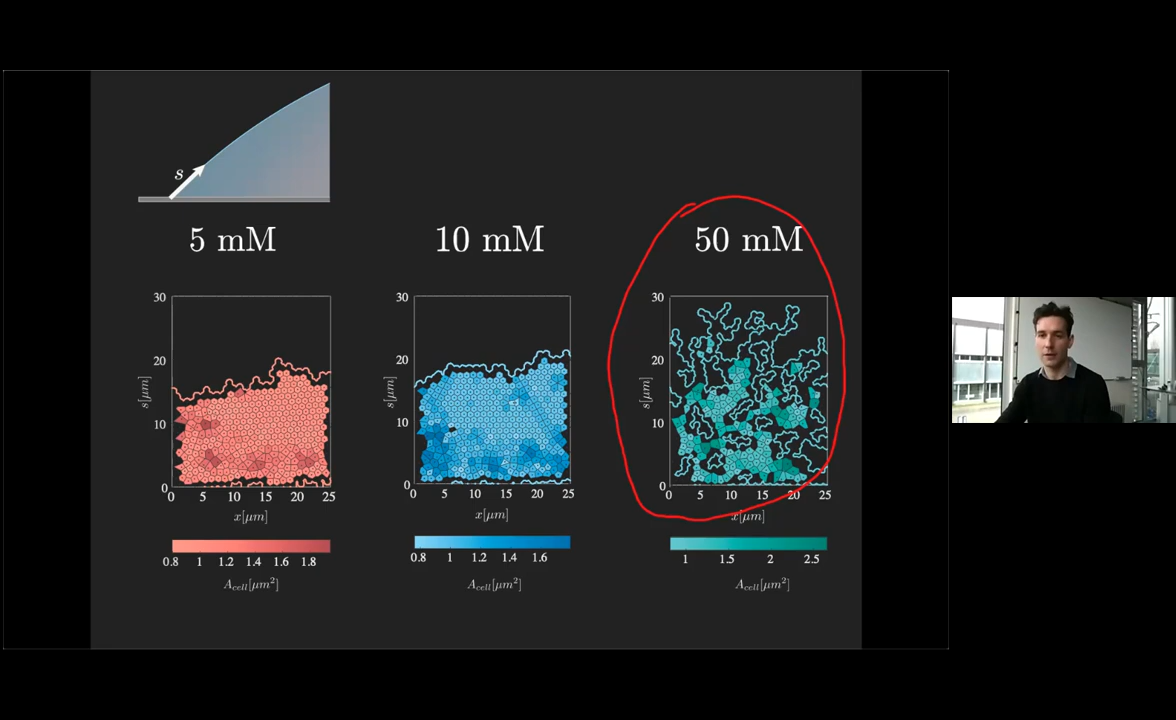 s
5 mM
10 mM
50 mM
30
20
10
0
s[μm]
0 5 10 15 20 25
x[μm]
30
20
10
0
s[μm]
0 5 10 15 20 25
x[μm]
30
20
10
0
s[μm]
0 5 10 15 20 25
x[μm]
0.8 1 1.2 1.4 1.6 1.8
A_cell[μm²]
0.8 1 1.2 1.4 1.6
A_cell[μm²]
1 1.5 2 2.5
A_cell[μm²]